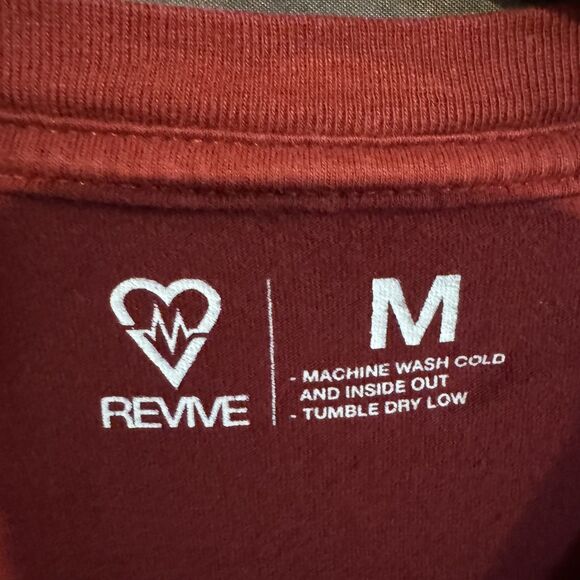 REVIVE
M
- MACHINE WASH COLD
AND INSIDE OUT
- TUMBLE DRY LOW